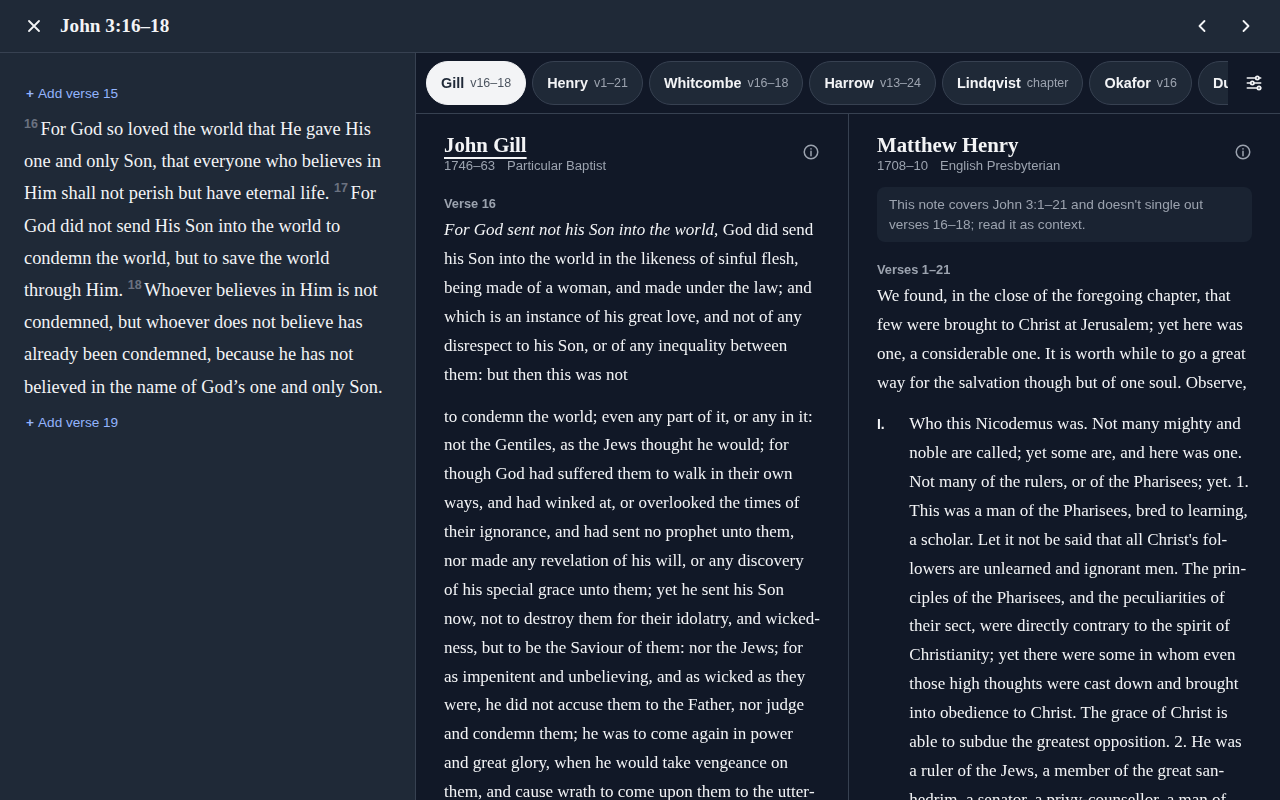 John 3:16–18
Gill v16–18
Henry v1–21
Whitcombe v16–18
Harrow v13–24
Lindqvist chapter
Okafor v16
+ Add verse 15
16 For God so loved the world that He gave His
one and only Son, that everyone who believes in
Him shall not perish but have eternal life. 17 For
God did not send His Son into the world to
condemn the world, but to save the world
through Him. 18 Whoever believes in Him is not
condemned, but whoever does not believe has
already been condemned, because he has not
believed in the name of God’s one and only Son.
+ Add verse 19
John Gill
1746–63 Particular Baptist
Verse 16
For God sent not his Son into the world, God did send
his Son into the world in the likeness of sinful flesh,
being made of a woman, and made under the law; and
which is an instance of his great love, and not of any
disrespect to his Son, or of any inequality between
them: but then this was not
to condemn the world; even any part of it, or any in it:
not the Gentiles, as the Jews thought he would; for
though God had suffered them to walk in their own
ways, and had winked at, or overlooked the times of
their ignorance, and had sent no prophet unto them,
nor made any revelation of his will, or any discovery
of his special grace unto them; yet he sent his Son
now, not to destroy them for their idolatry, and wicked-
ness, but to be the Saviour of them: nor the Jews; for
as impenitent and unbelieving, and as wicked as they
were, he did not accuse them to the Father, nor judge
and condemn them; he was to come again in power
and great glory, when he would take vengeance on
them, and cause wrath to come upon them to the utter-
Matthew Henry
1708–10 English Presbyterian
This note covers John 3:1–21 and doesn't single out
verses 16–18; read it as context.
Verses 1–21
We found, in the close of the foregoing chapter, that
few were brought to Christ at Jerusalem; yet here was
one, a considerable one. It is worth while to go a great
way for the salvation though but of one soul. Observe,
I. Who this Nicodemus was. Not many mighty and
noble are called; yet some are, and here was one.
Not many of the rulers, or of the Pharisees; yet. 1.
This was a man of the Pharisees, bred to learning,
a scholar. Let it not be said that all Christ's fol-
lowers are unlearned and ignorant men. The prin-
ciples of the Pharisees, and the peculiarities of
their sect, were directly contrary to the spirit of
Christianity; yet there were some in whom even
those high thoughts were cast down and brought
into obedience to Christ. The grace of Christ is
able to subdue the greatest opposition. 2. He was
a ruler of the Jews, a member of the great san-
hedrim, a senator, a privy-counsellor, a man of